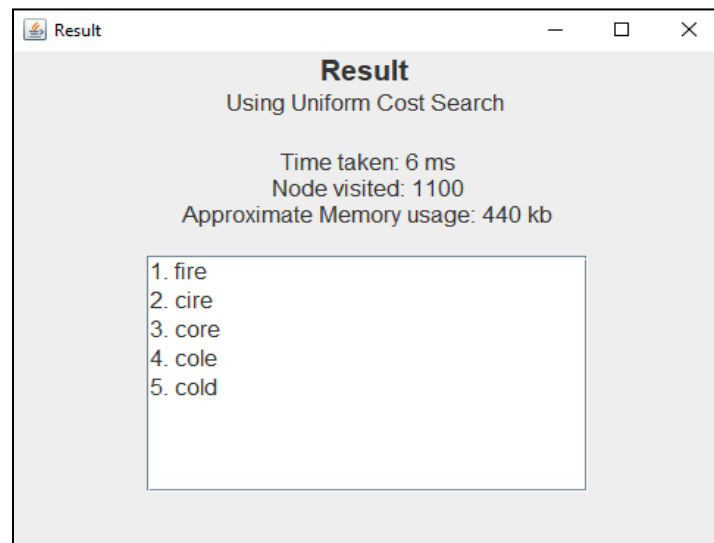 Result
Result
Using Uniform Cost Search
Time taken: 6 ms
Node visited: 1100
Approximate Memory usage: 440 kb
1. fire
2. cire
3. core
4. cole
5. cold